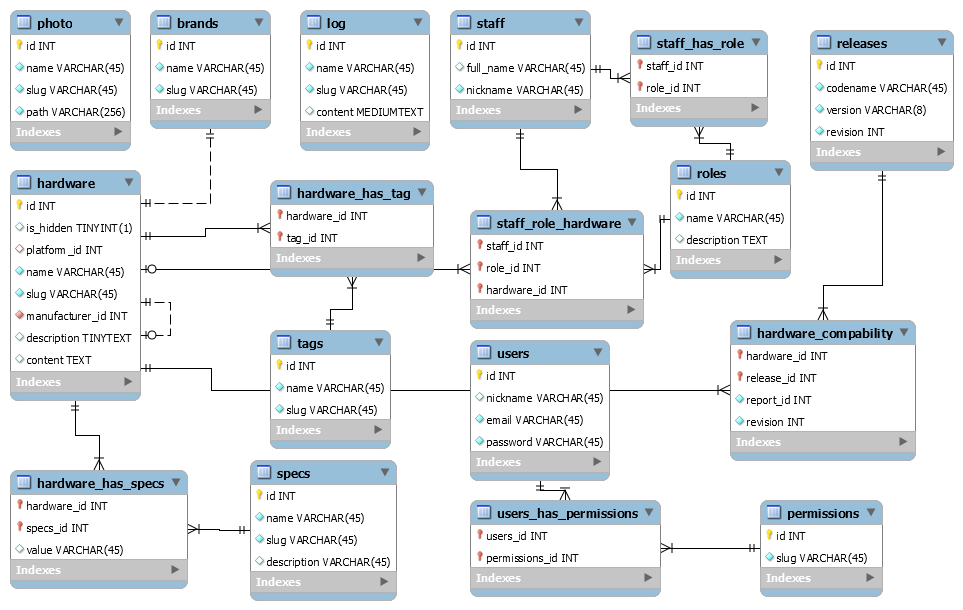 photo
id INT
name VARCHAR(45)
slug VARCHAR(45)
path VARCHAR(256)
Indexes
brands
id INT
name VARCHAR(45)
slug VARCHAR(45)
Indexes
log
id INT
name VARCHAR(45)
slug VARCHAR(45)
content MEDIUMTEXT
Indexes
staff
id INT
full_name VARCHAR(45)
nickname VARCHAR(45)
Indexes
staff_has_role
staff_id INT
role_id INT
Indexes
releases
id INT
codename VARCHAR(45)
version VARCHAR(8)
revision INT
Indexes
hardware
id INT
is_hidden TINYINT(1)
platfom_id INT
name VARCHAR(45)
slug VARCHAR(45)
manufacturer_id INT
description TINYTEXT
content TEXT
Indexes
hardware_has_tag
hardware_id INT
tag_id INT
Indexes
staff_role_hardware
staff_id INT
role_id INT
hardware_id INT
Indexes
roles
id INT
name VARCHAR(45)
description TEXT
Indexes
tags
id INT
name VARCHAR(45)
slug VARCHAR(45)
Indexes
users
id INT
nickname VARCHAR(45)
email VARCHAR(45)
password VARCHAR(45)
Indexes
hardware_compability
hardware_id INT
release_id INT
report_id INT
revision INT
Indexes
hardware_has_specs
hardware_id INT
specs_id INT
value VARCHAR(45)
Indexes
specs
id INT
name VARCHAR(45)
slug VARCHAR(45)
description VARCHAR(45)
Indexes
users_has_permissions
users_id INT
permissions_id INT
Indexes
permissions
id INT
slug VARCHAR(45)
Indexes